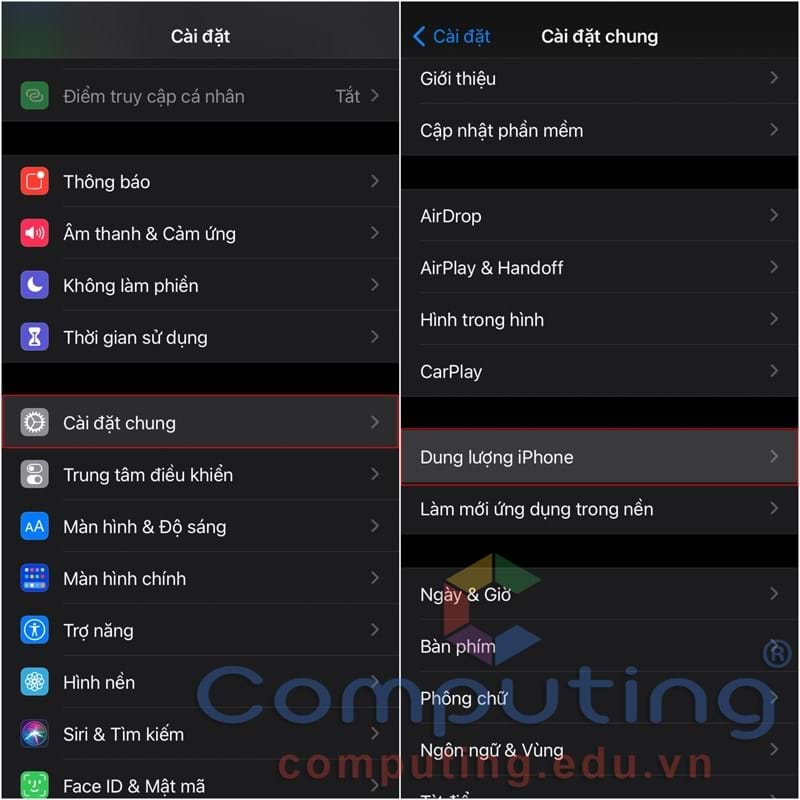 Cài đặt
Điểm truy cập cá nhân Tắt
Thông báo
Âm thanh & Cảm ứng
Không làm phiền
Thời gian sử dụng
Cài đặt chung
Trung tâm điều khiển
AA Màn hình & Độ sáng
Màn hình chính
Trợ năng
Hình nền
Siri & Tìm kiếm
Face ID & Mật mã
Cài đặt Cài đặt chung
Giới thiệu
Cập nhật phần mềm
AirDrop
AirPlay & Handoff
Hình trong hình
CarPlay
Dung lượng iPhone
Làm mới ứng dụng trong nền
Ngày & Giờ
Bàn phím
Phông chữ
Ngôn ngữ & Vùng
Computing®
computing.edu.vn